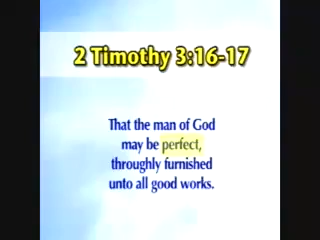 2 Timothy 3:16-17
That the man of God
may be perfect,
throughly furnished
unto all good works.